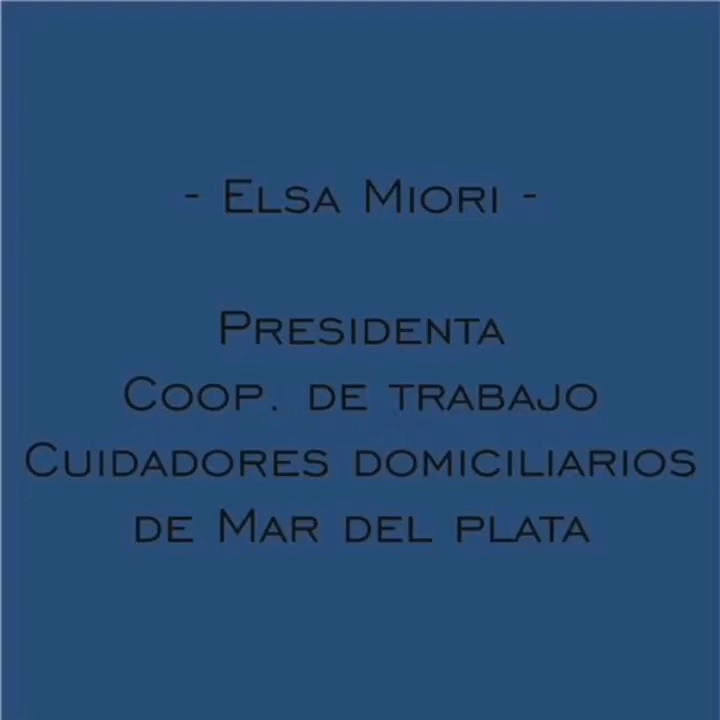 - Elsa Miori -
Presidenta
Coop. de trabajo
Cuidadores domiciliarios
de Mar del plata